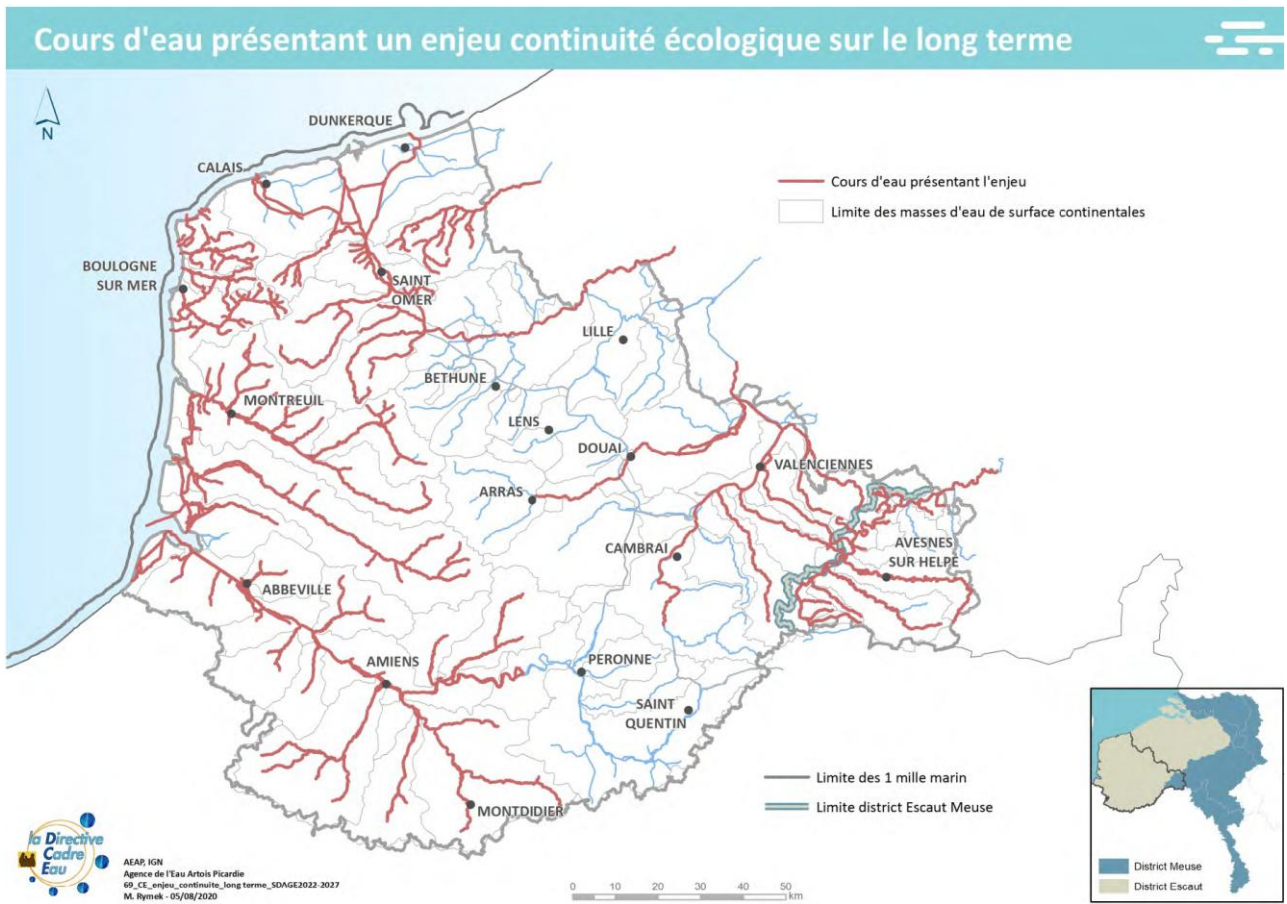 Cours d'eau présentant un enjeu continuité écologique sur le long terme
N
DUNKERQUE
CALAIS
Cours d'eau présentant l'enjeu
Limite des masses d'eau de surface continentales
BOULOGNE
SUR MER
SAINT
OMER
LILLE
BETHUNE
MONTREUIL
LENS
DOUAI
VALENCIENNES
ARRAS
CAMBRAI
AVESNES
SUR HELPE
ABBEVILLE
AMIENS
PERONNE
SAINT
QUENTIN
MONTDIDIER
Limite des 1 mille marin
Limite district Escaut Meuse
District Meuse
District Escaut
la Directive
Cadre
Eau
AEAP, IGN
Agence de l'Eau Artois Picardie
69_CE_enjeu_continuite_long terme_SDAGE2022-2027
M. Rymek - 05/08/2020
0 10 20 30 40 50
km